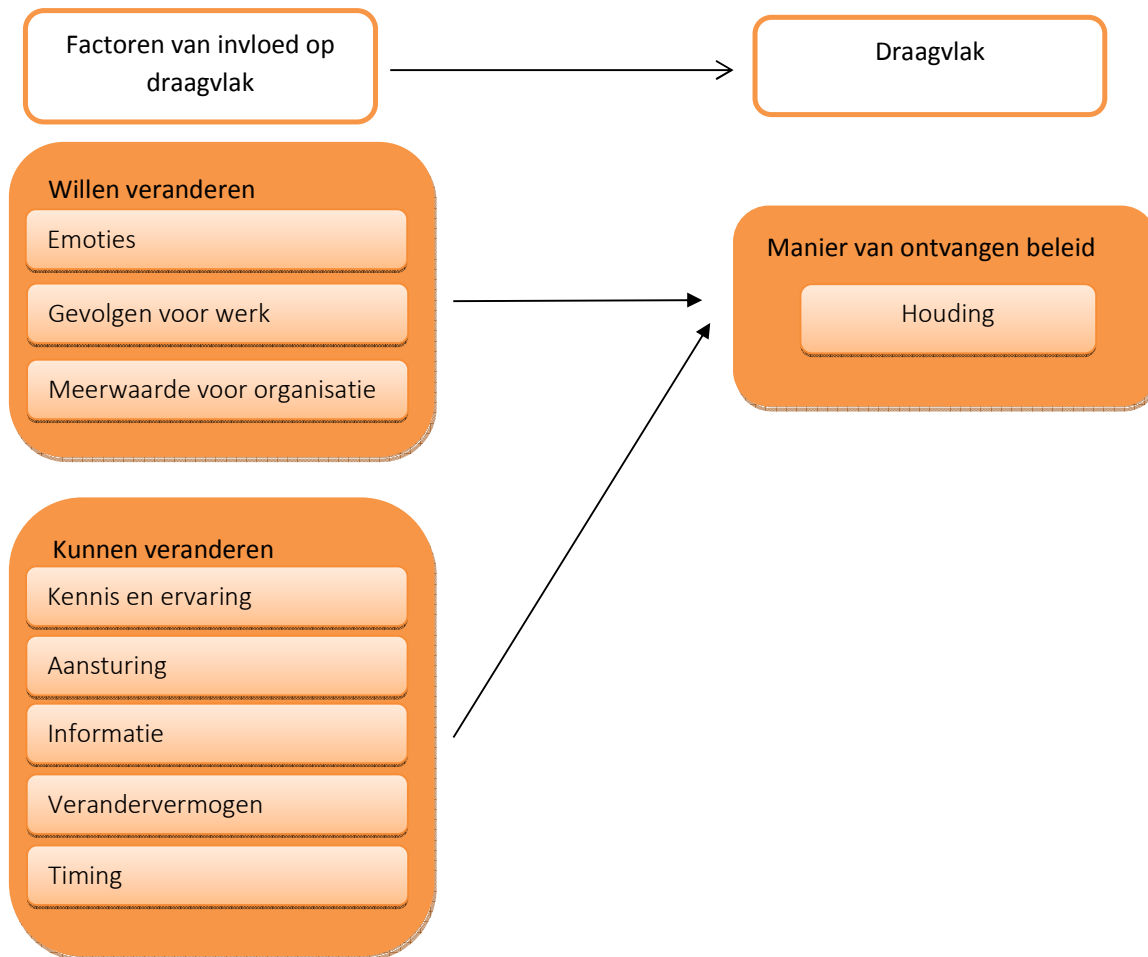 Factoren van invloed op
draagvlak
Draagvlak
Willen veranderen
Emoties
Gevolgen voor werk
Meerwaarde voor organisatie
Manier van ontvangen beleid
Houding
Kunnen veranderen
Kennis en ervaring
Aansturing
Informatie
Verandervermogen
Timing